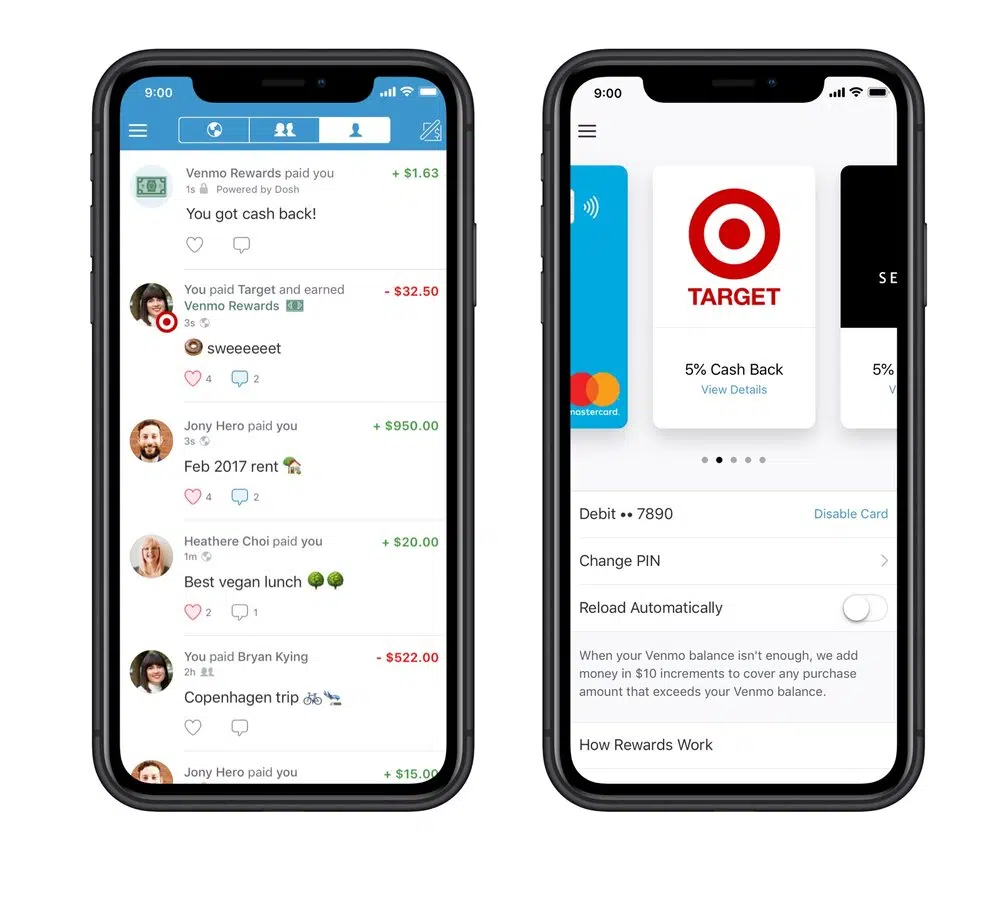 9:00
Venmo Rewards paid you
+ $1.63
1s Powered by Dosh
You got cash back!
You paid Target and earned
- $32.50
Venmo Rewards
3s
sweeeeeet
4 2
Jony Hero paid you
+ $950.00
3s
Feb 2017 rent
4 2
Heathere Choi paid you
+ $20.00
1m
Best vegan lunch
2 1
You paid Bryan Kying
- $522.00
2h
Copenhagen trip
Jony Hero paid you
+ $15.00
9:00
mastercard.
TARGET
5% Cash Back
View Details
SE
5%
V
Debit •• 7890
Disable Card
Change PIN
Reload Automatically
When your Venmo balance isn't enough, we add
money in $10 increments to cover any purchase
amount that exceeds your Venmo balance.
How Rewards Work